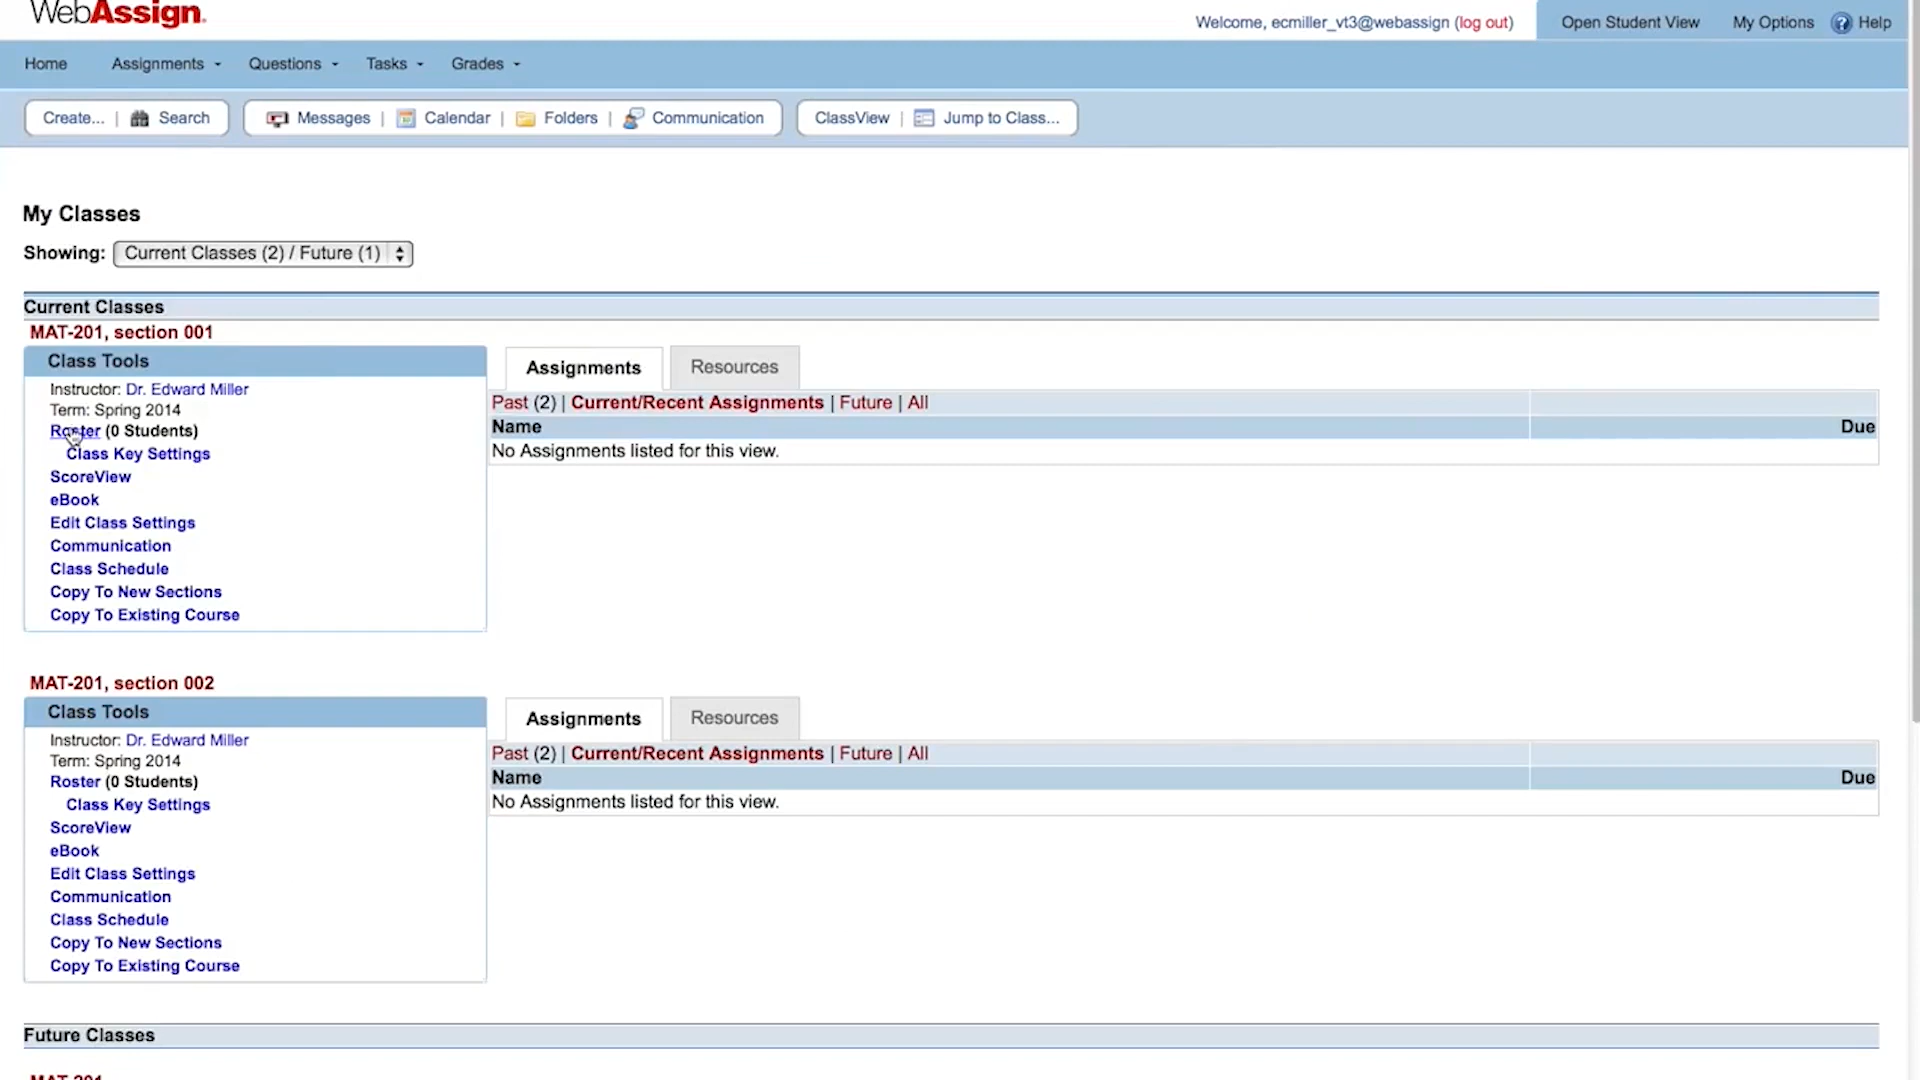 WebAssign.
Welcome, ecmiller_vt3@webassign (log out)
Open Student View
My Options
? Help
Home
Assignments
Questions
Tasks
Grades
Create... | Search
Messages | Calendar | Folders | Communication
ClassView | Jump to Class...
My Classes
Showing: Current Classes (2) / Future (1)
Current Classes
MAT-201, section 001
Class Tools
Instructor: Dr. Edward Miller
Term: Spring 2014
Roster (0 Students)
Class Key Settings
ScoreView
eBook
Edit Class Settings
Communication
Class Schedule
Copy To New Sections
Copy To Existing Course
Assignments
Resources
Past (2) | Current/Recent Assignments | Future | All
Name
Due
No Assignments listed for this view.
MAT-201, section 002
Class Tools
Instructor: Dr. Edward Miller
Term: Spring 2014
Roster (0 Students)
Class Key Settings
ScoreView
eBook
Edit Class Settings
Communication
Class Schedule
Copy To New Sections
Copy To Existing Course
Assignments
Resources
Past (2) | Current/Recent Assignments | Future | All
Name
Due
No Assignments listed for this view.
Future Classes
MAT-201